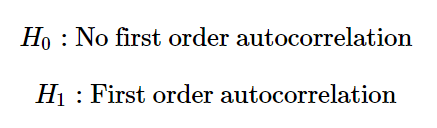 H₀ : No first order autocorrelation
H₁ : First order autocorrelation